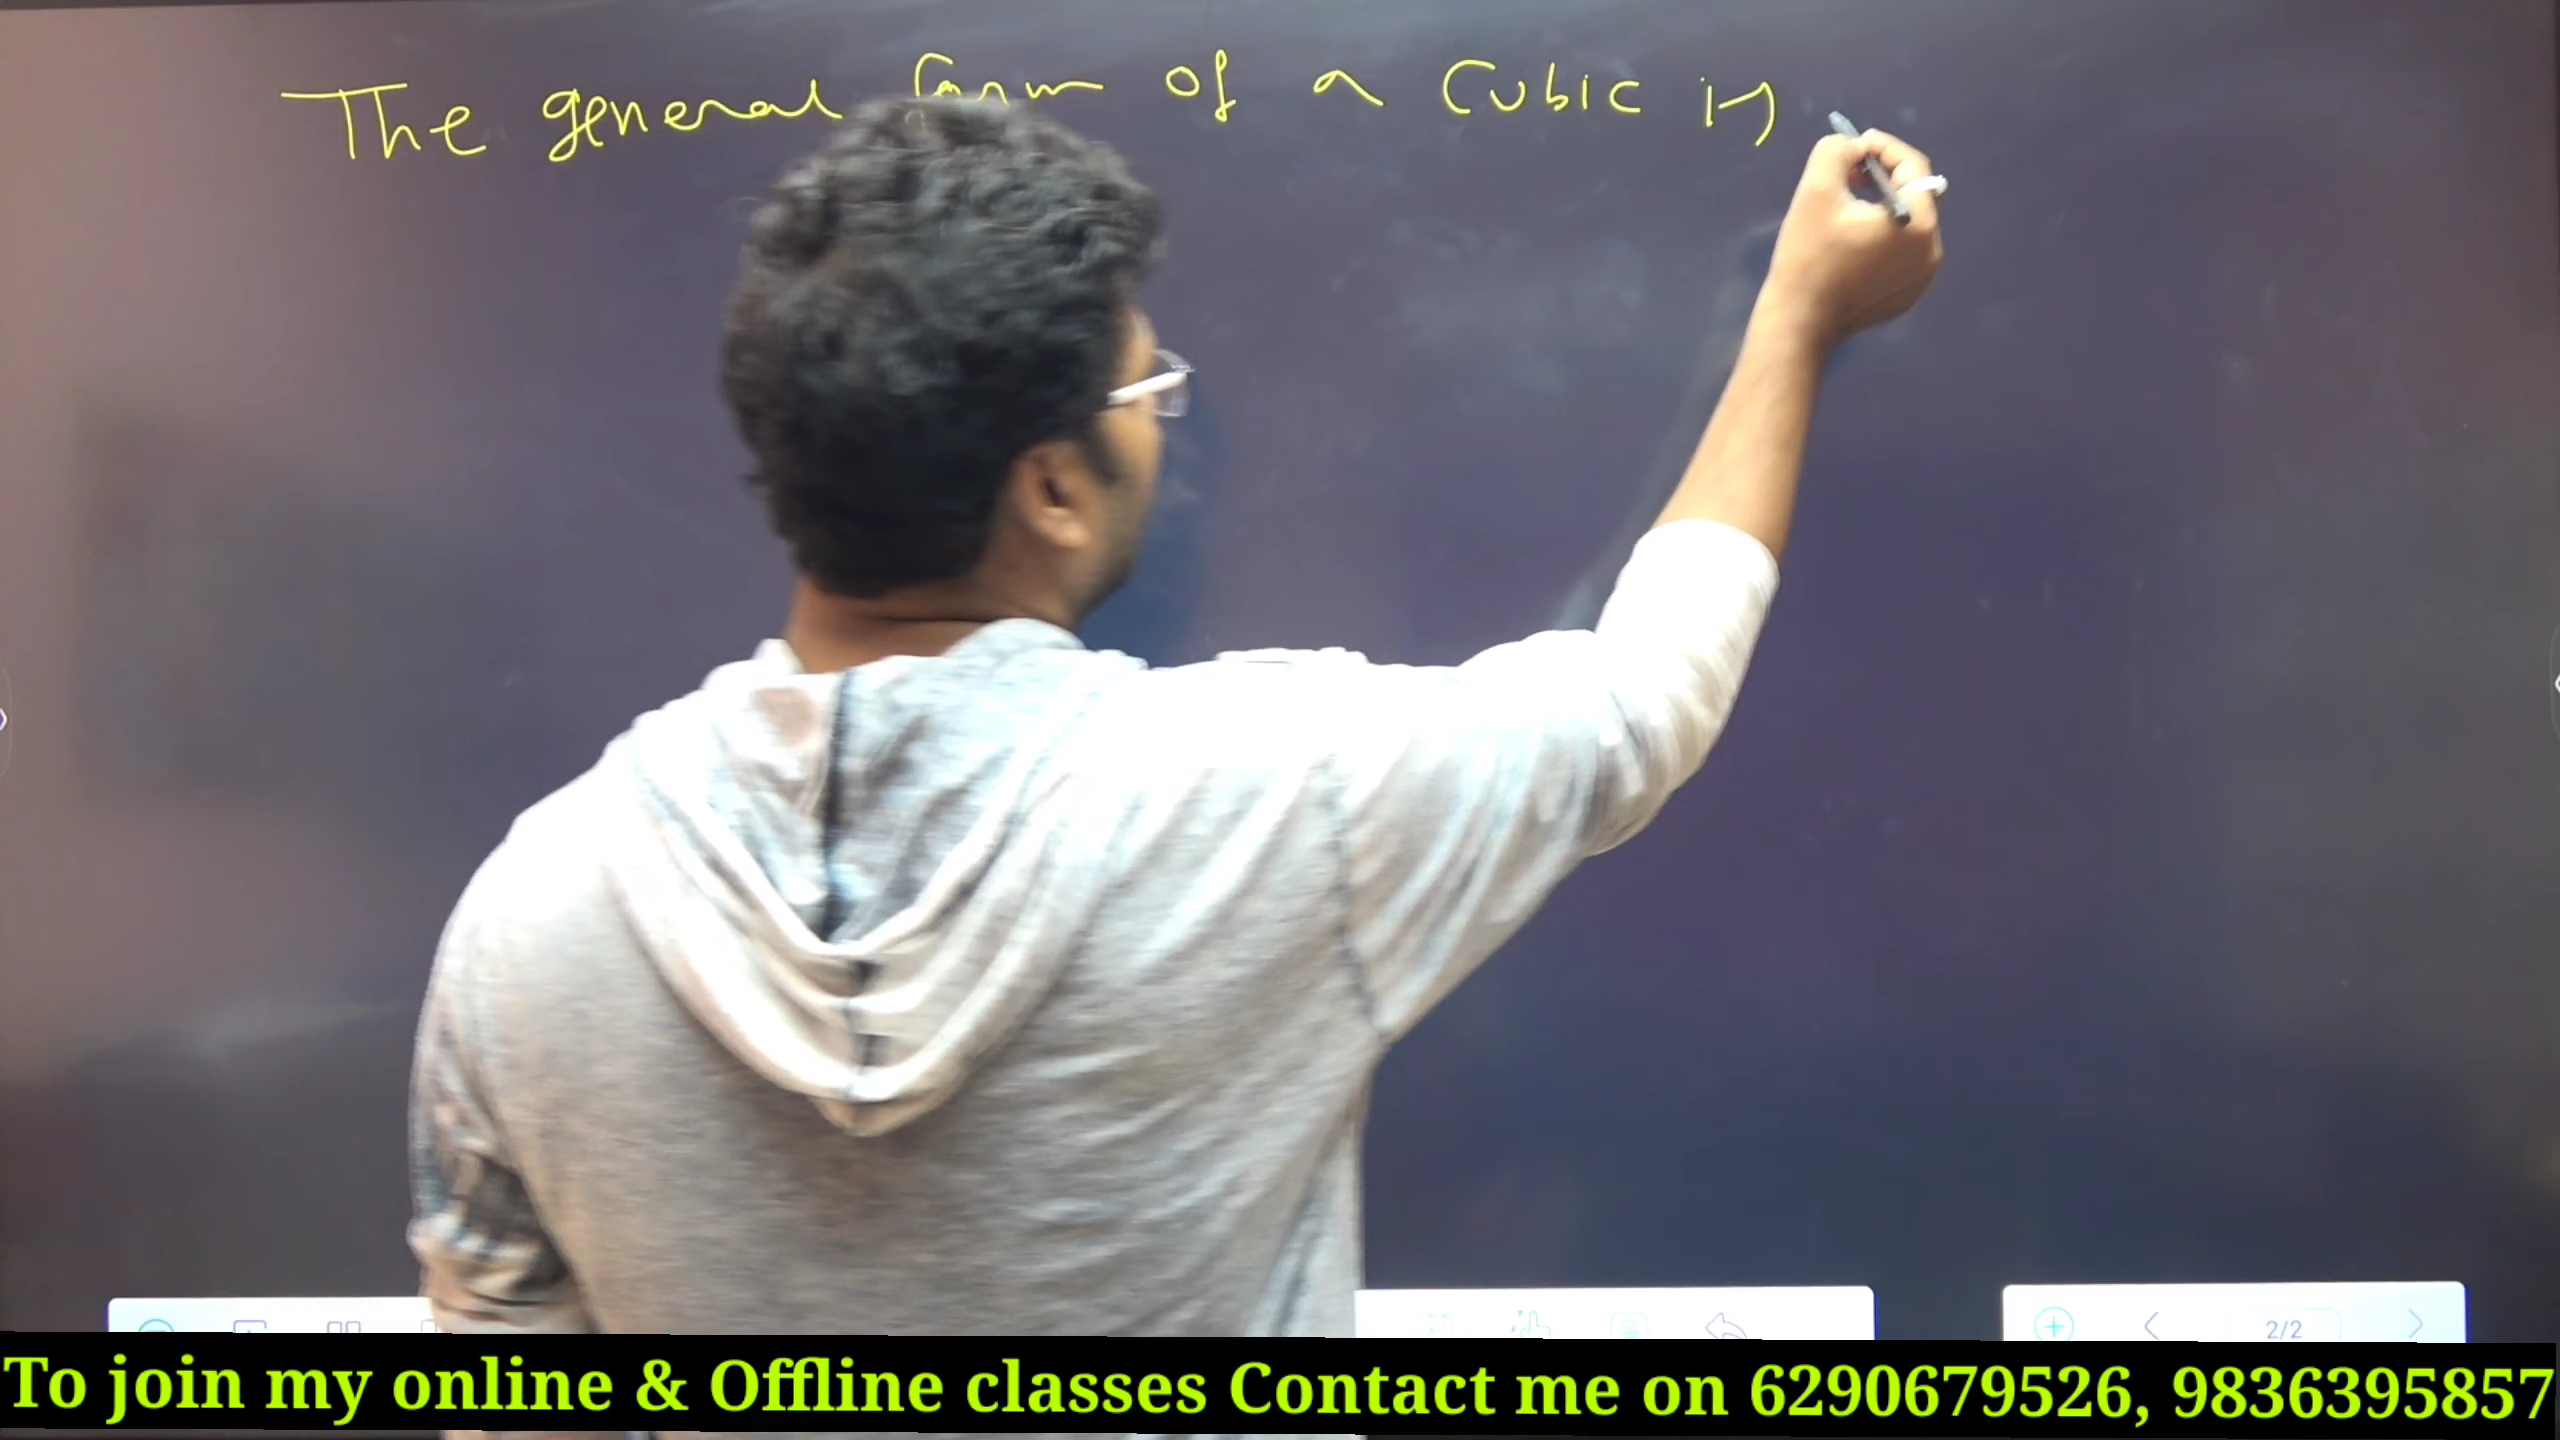 The general form of a Cubic is
2/2
To join my online & Offline classes Contact me on 6290679526, 9836395857